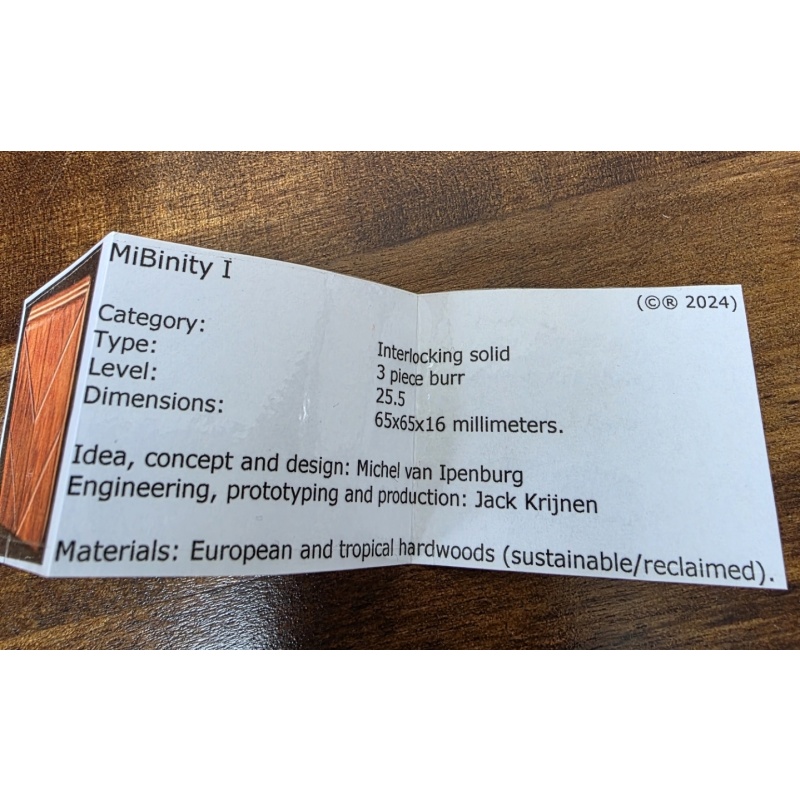 MiBinity I
(©® 2024)
Category: Interlocking solid
Type: 3 piece burr
Level: 25.5
Dimensions: 65x65x16 millimeters.
Idea, concept and design: Michel van Ipenburg
Engineering, prototyping and production: Jack Krijnen
Materials: European and tropical hardwoods (sustainable/reclaimed).